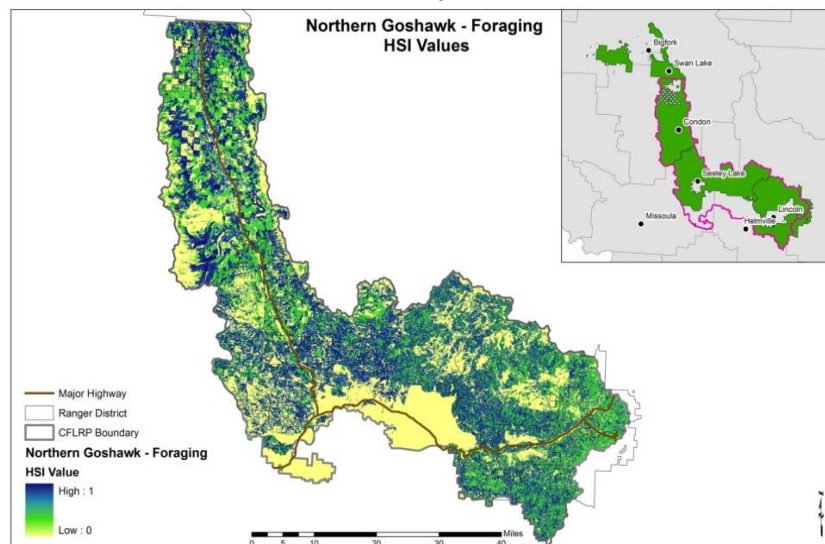 Northern Goshawk - Foraging
HSI Values
Bigfork
Swan Lake
Condon
Seeley Lake
Lincoln
Missoula
Helmville
Major Highway
Ranger District
CFLRP Boundary
Northern Goshawk - Foraging
HSI Value
High : 1
Low : 0
Miles
0 5 10 20 30 40